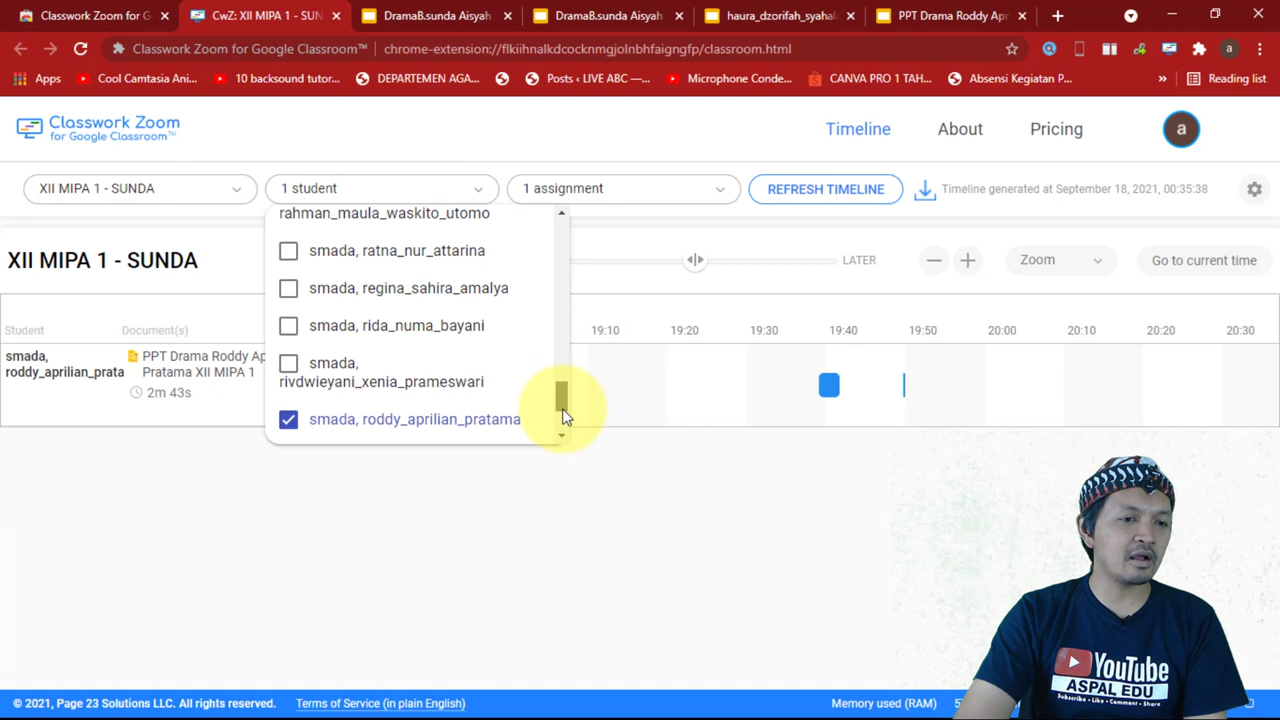 Classwork Zoom for G
CwZ: XII MIPA 1 - SUN
DramaB.sunda Aisyah
DramaB.sunda Aisyah
haura_dzorifah_syahal
PPT Drama Roddy Apr
Classwork Zoom for Google Classroom™
chrome-extension://flkiihnalkdcocknmgjolnbhfaigngfp/classroom.html
a
Apps
Cool Camtasia Ani...
10 backsound tutor...
DEPARTEMEN AGA...
Posts ‹ LIVE ABC —...
Microphone Conde...
CANVA PRO 1 TAH...
Absensi Kegiatan P...
»
Reading list
Classwork Zoom
for Google Classroom™
Timeline
About
Pricing
a
XII MIPA 1 - SUNDA
1 student
1 assignment
REFRESH TIMELINE
Timeline generated at September 18, 2021, 00:35:38
rahman_maula_waskito_utomo
smada, ratna_nur_attarina
smada, regina_sahira_amalya
smada, rida_numa_bayani
smada,
rivdwieyani_xenia_prameswari
smada, roddy_aprilian_pratama
XII MIPA 1 - SUNDA
LATER
Zoom
Go to current time
Student
Document(s)
19:10
19:20
19:30
19:40
19:50
20:00
20:10
20:20
20:30
smada,
roddy_aprilian_prata
PPT Drama Roddy Ap
Pratama XII MIPA 1
2m 43s
YouTube
ASPAL EDU
Subscribe • Like • Comment • Share
© 2021, Page 23 Solutions LLC. All rights reserved.
Terms of Service (in plain English)
Memory used (RAM)